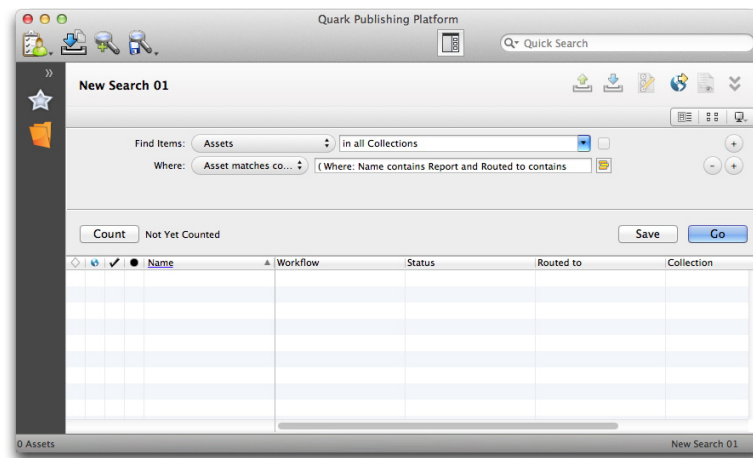 Quark Publishing Platform
Quick Search
New Search 01
Find Items: Assets in all Collections
Where: Asset matches co... ( Where: Name contains Report and Routed to contains
Count Not Yet Counted Save Go
Name Workflow Status Routed to Collection
0 Assets New Search 01